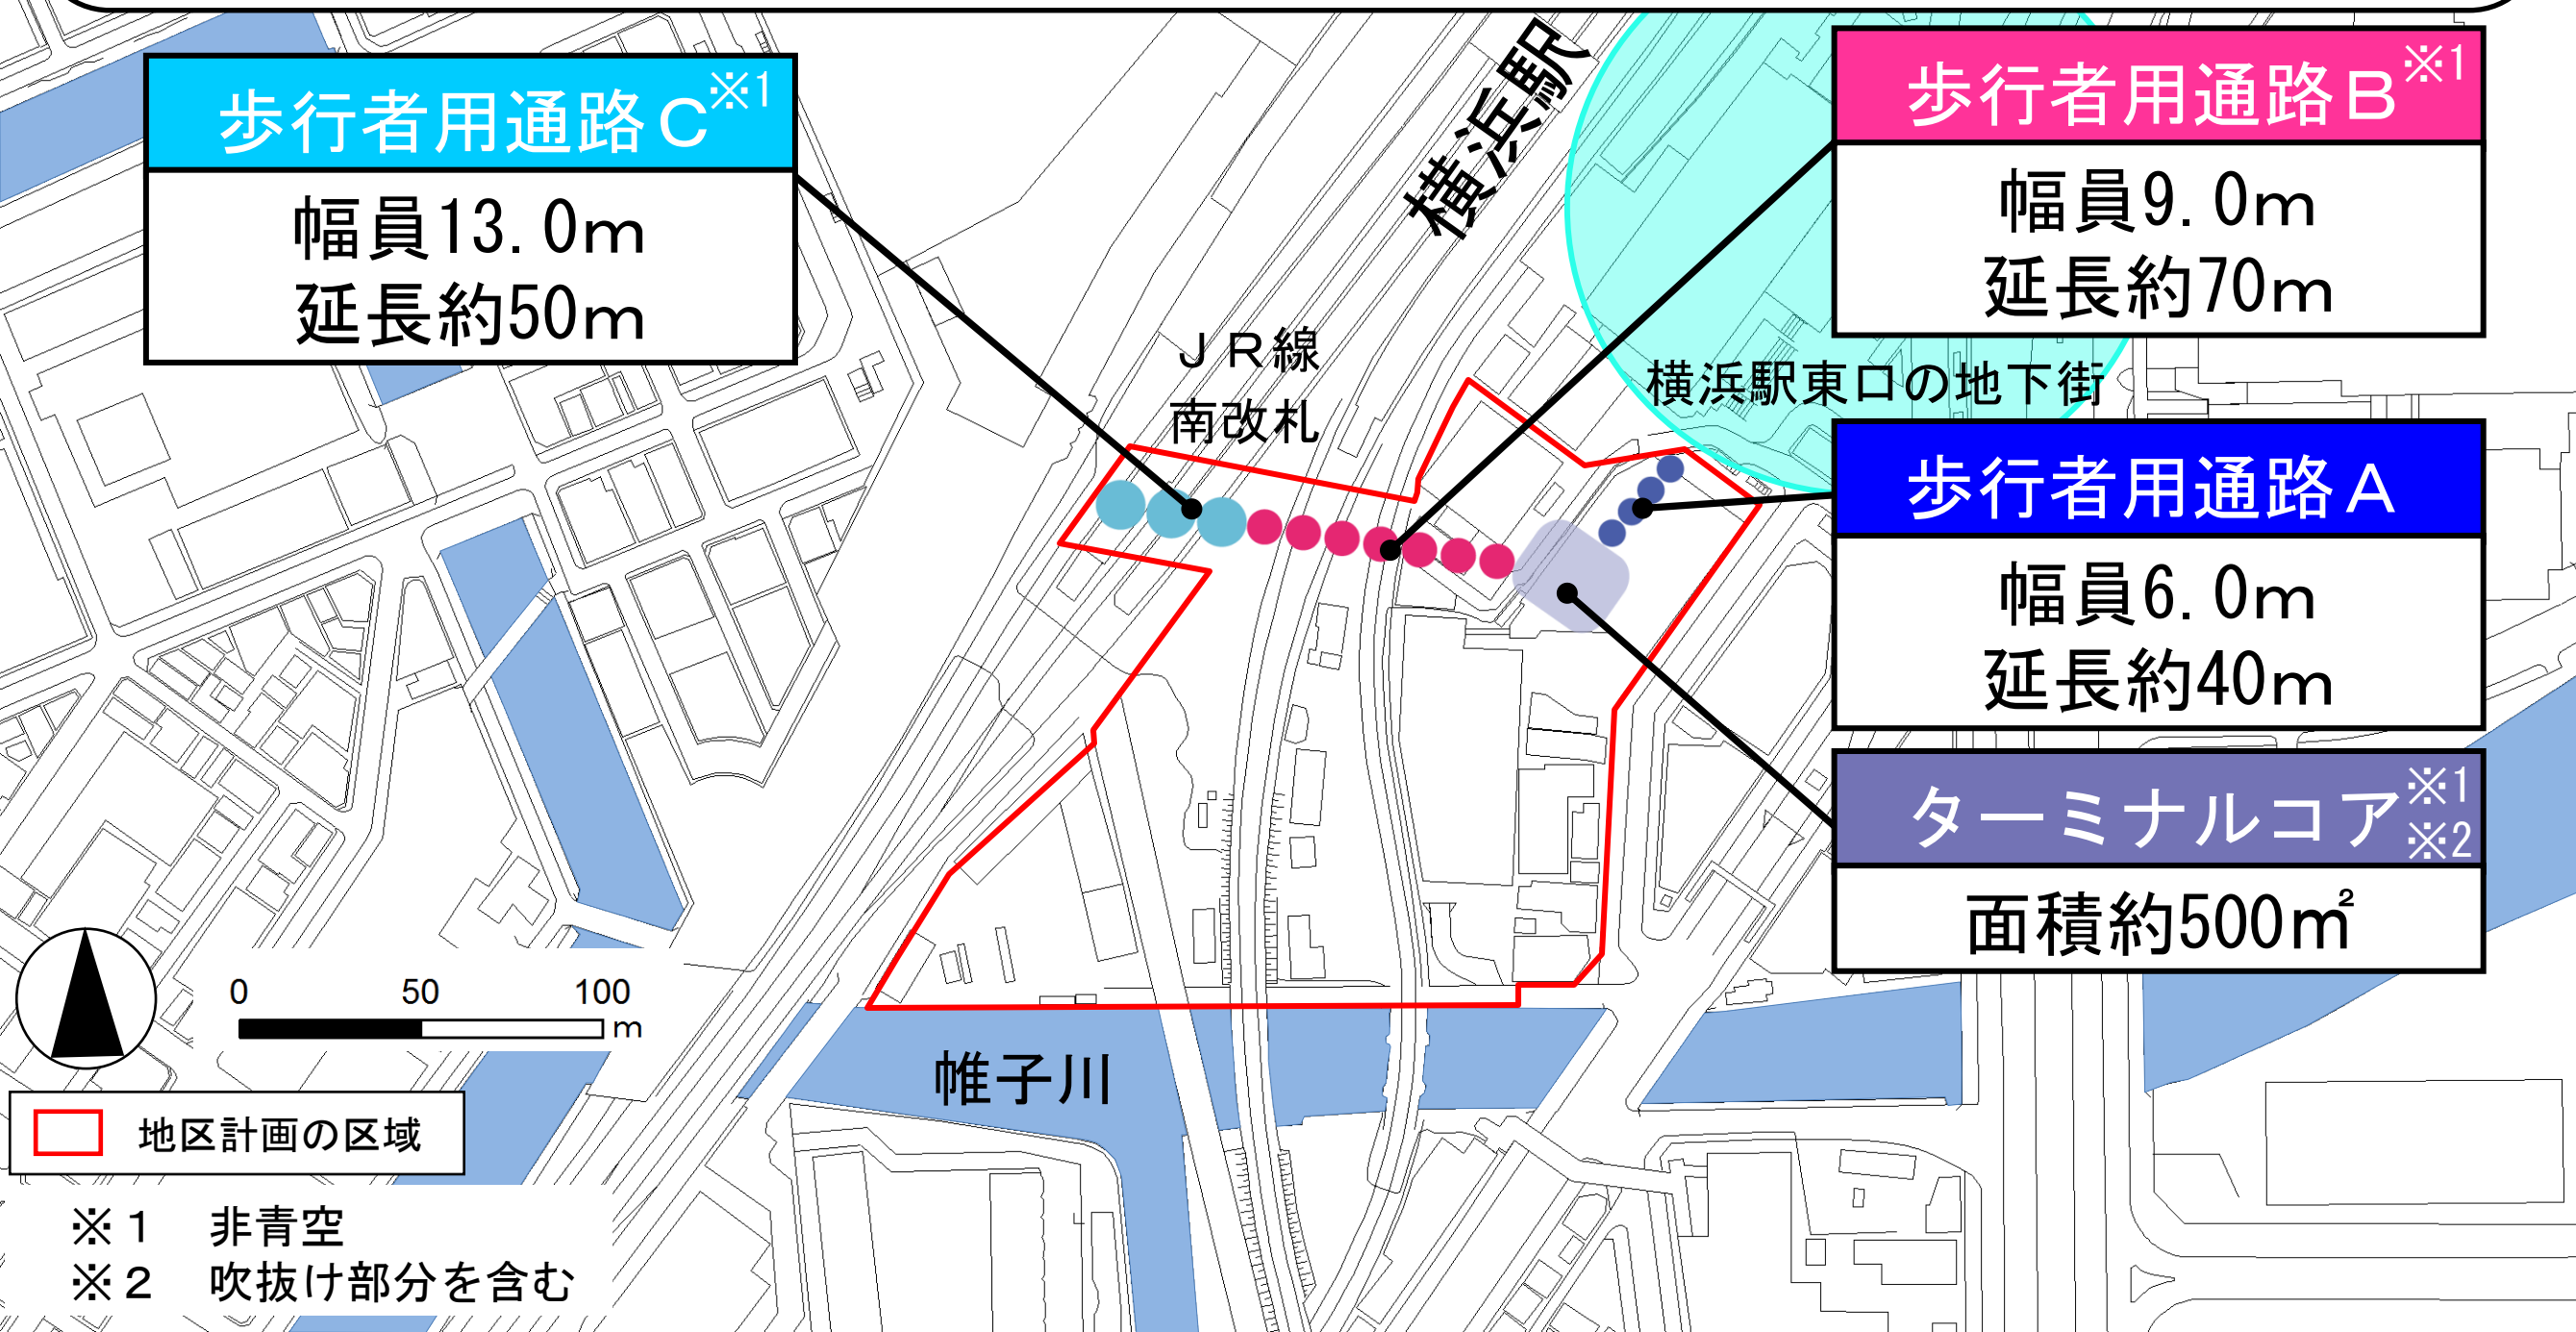 歩行者用通路C※1
幅員13.0m
延長約50m
横浜駅
歩行者用通路B※1
幅員9.0m
延長約70m
JR線
南改札
横浜駅東口の地下街
歩行者用通路A
幅員6.0m
延長約40m
ターミナルコア※1
※2
面積約500㎡
0 50 100
m
帷子川
地区計画の区域
※1 非青空
※2 吹抜け部分を含む